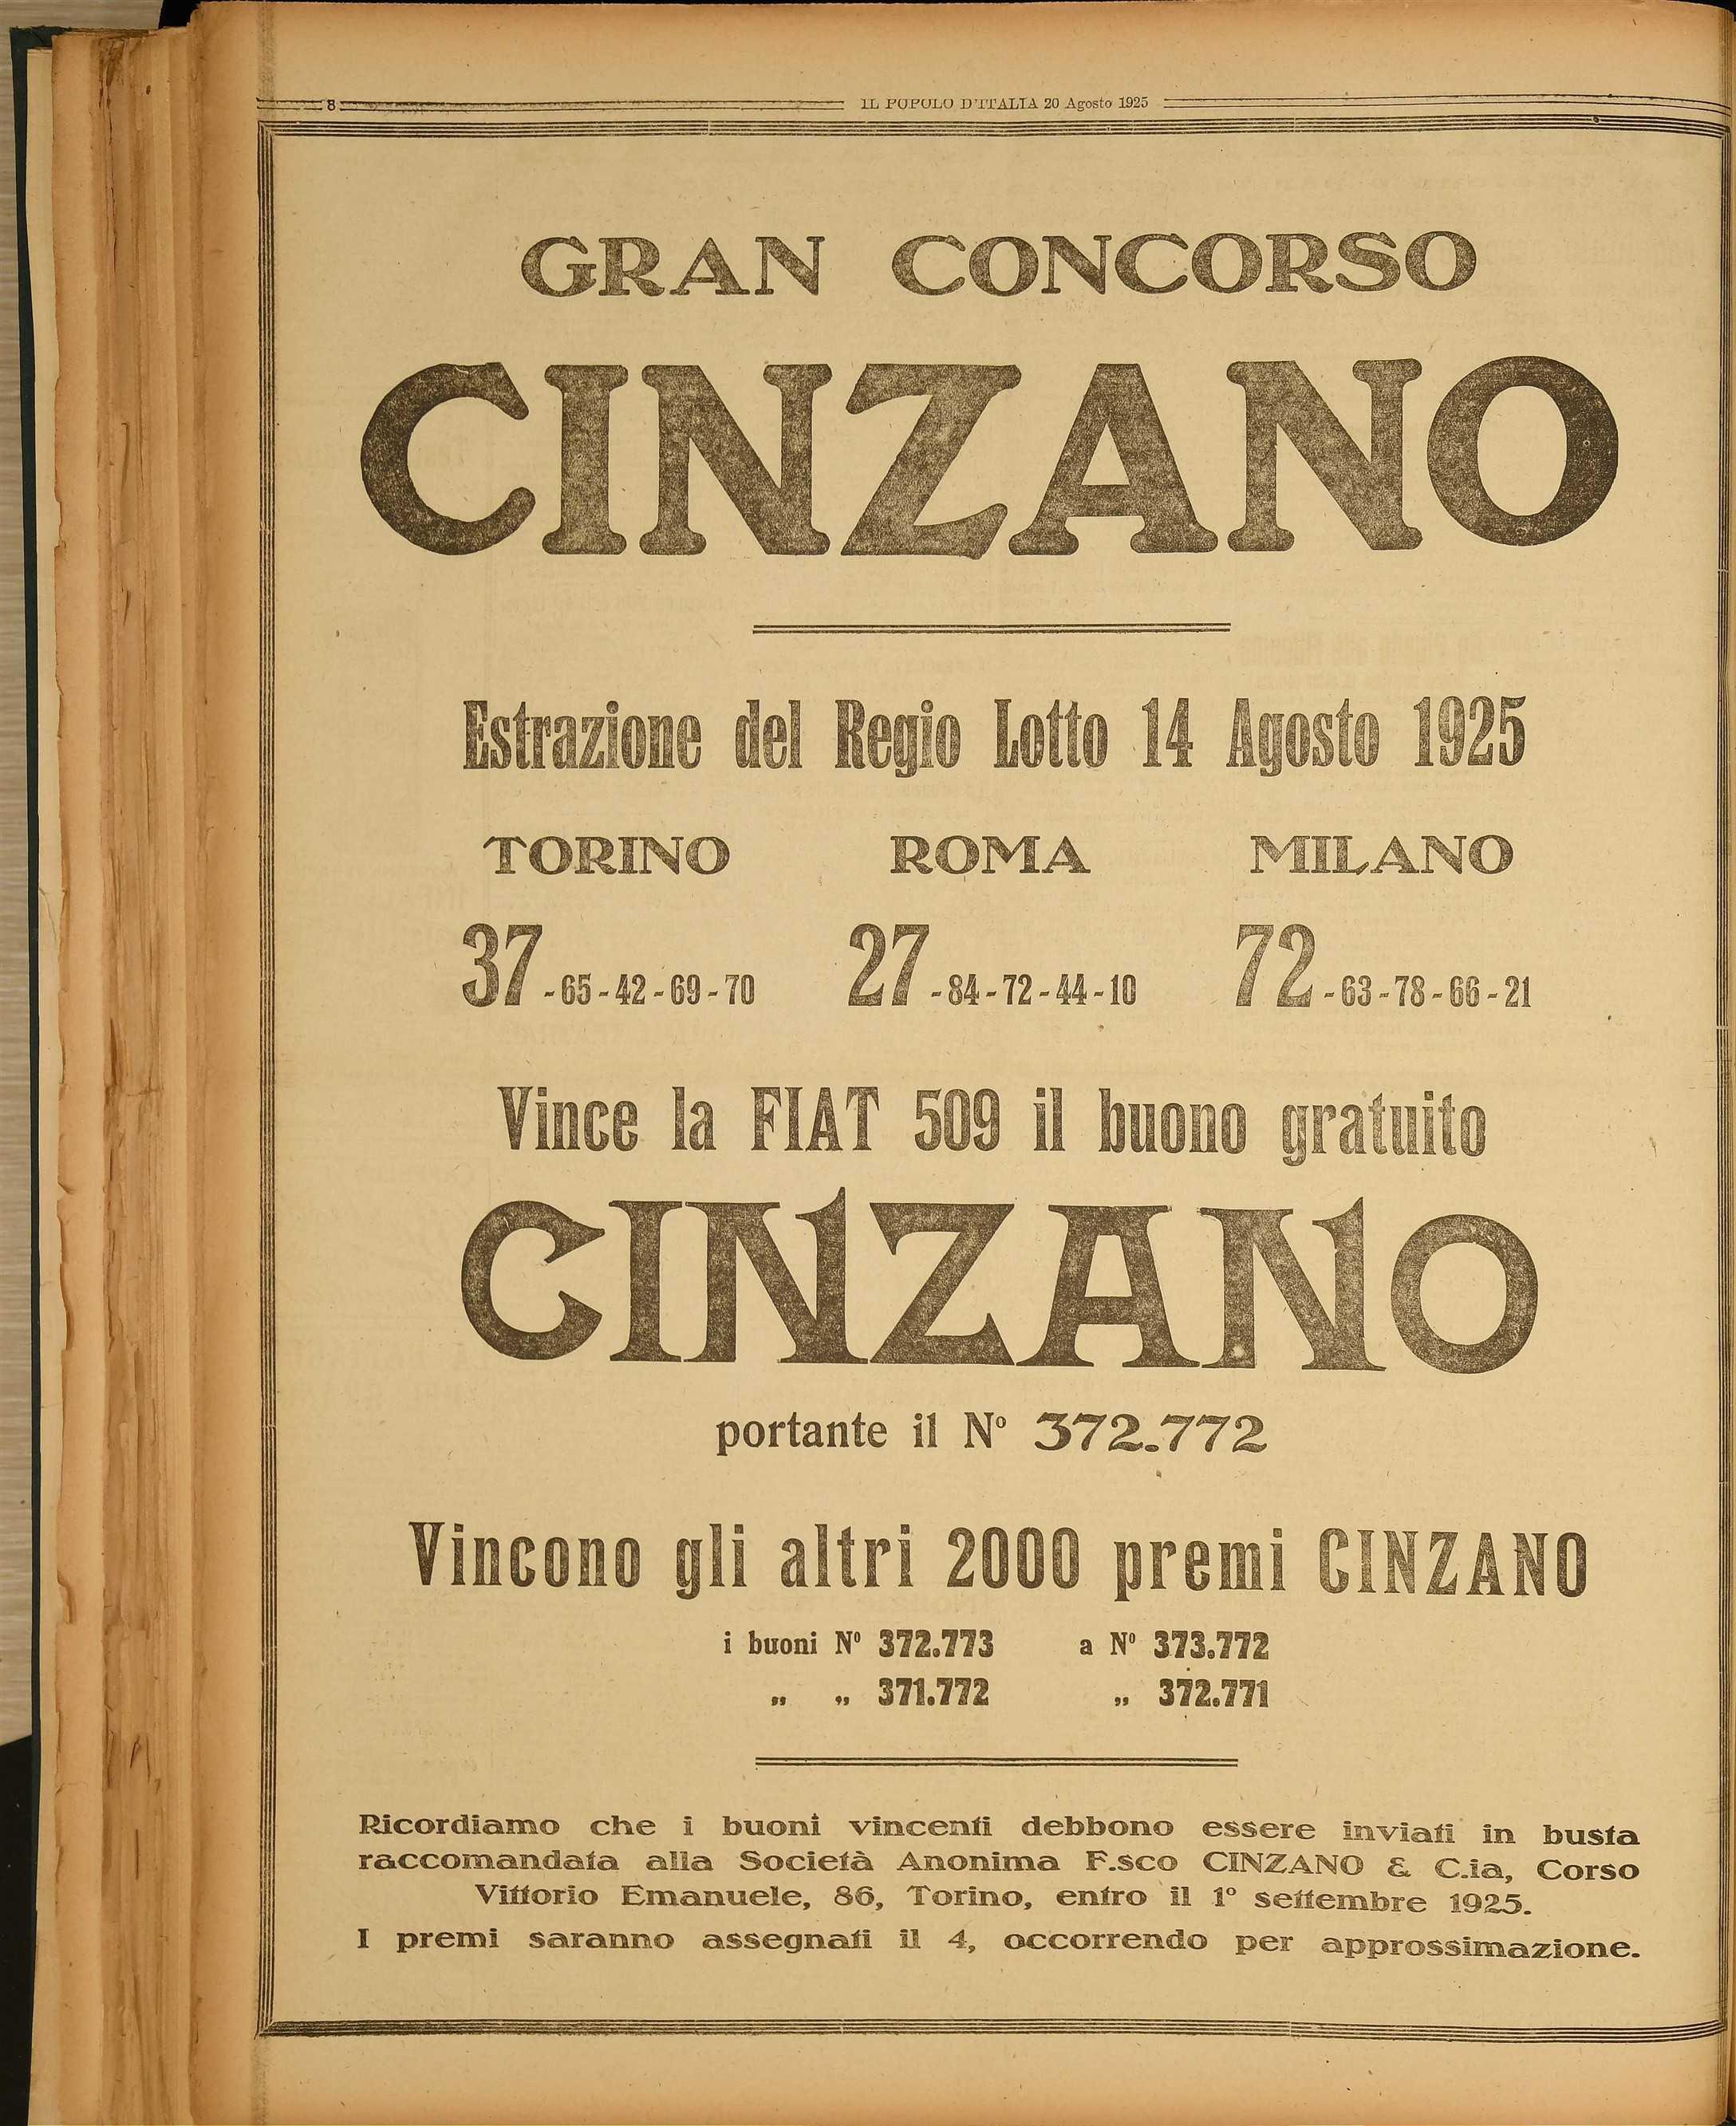 8
IL POPOLO D'ITALIA 20 Agosto 1925
GRAN CONCORSO
CINZANO
Estrazione del Regio Lotto 14 Agosto 1925
TORINO ROMA MILANO
37 - 65 - 42 - 69 - 70 27 - 84 - 72 - 44 - 10 72 - 63 - 78 - 66 - 21
Vince la FIAT 509 il buono gratuito
CINZANO
portante il Nº 372.772
Vincono gli altri 2000 premi CINZANO
i buoni Nº 372.773 a Nº 373.772
„ „ 371.772 „ 372.771
Ricordiamo che i buoni vincenti debbono essere inviati in busta
raccomandata alla Società Anonima F.sco CINZANO & C.ia, Corso
Vittorio Emanuele, 86, Torino, entro il 1º settembre 1925.
I premi saranno assegnati il 4, occorrendo per approssimazione.